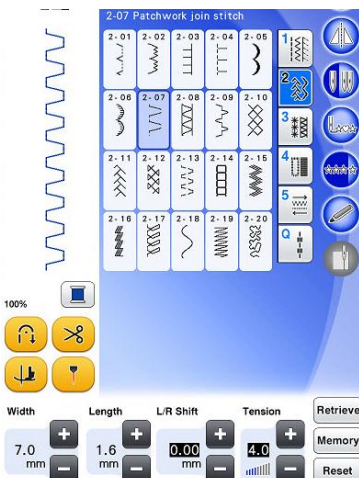 2-07 Patchwork join stitch
2-01 2-02 2-03 2-04 2-05
2-06 2-07 2-08 2-09 2-10
2-11 2-12 2-13 2-14 2-15
2-16 2-17 2-18 2-19 2-20
1
2
3
4
5
Q
100%
Width Length L/R Shift Tension
7.0 mm 1.6 mm 0.00 mm 4.0
Retrieve
Memory
Reset